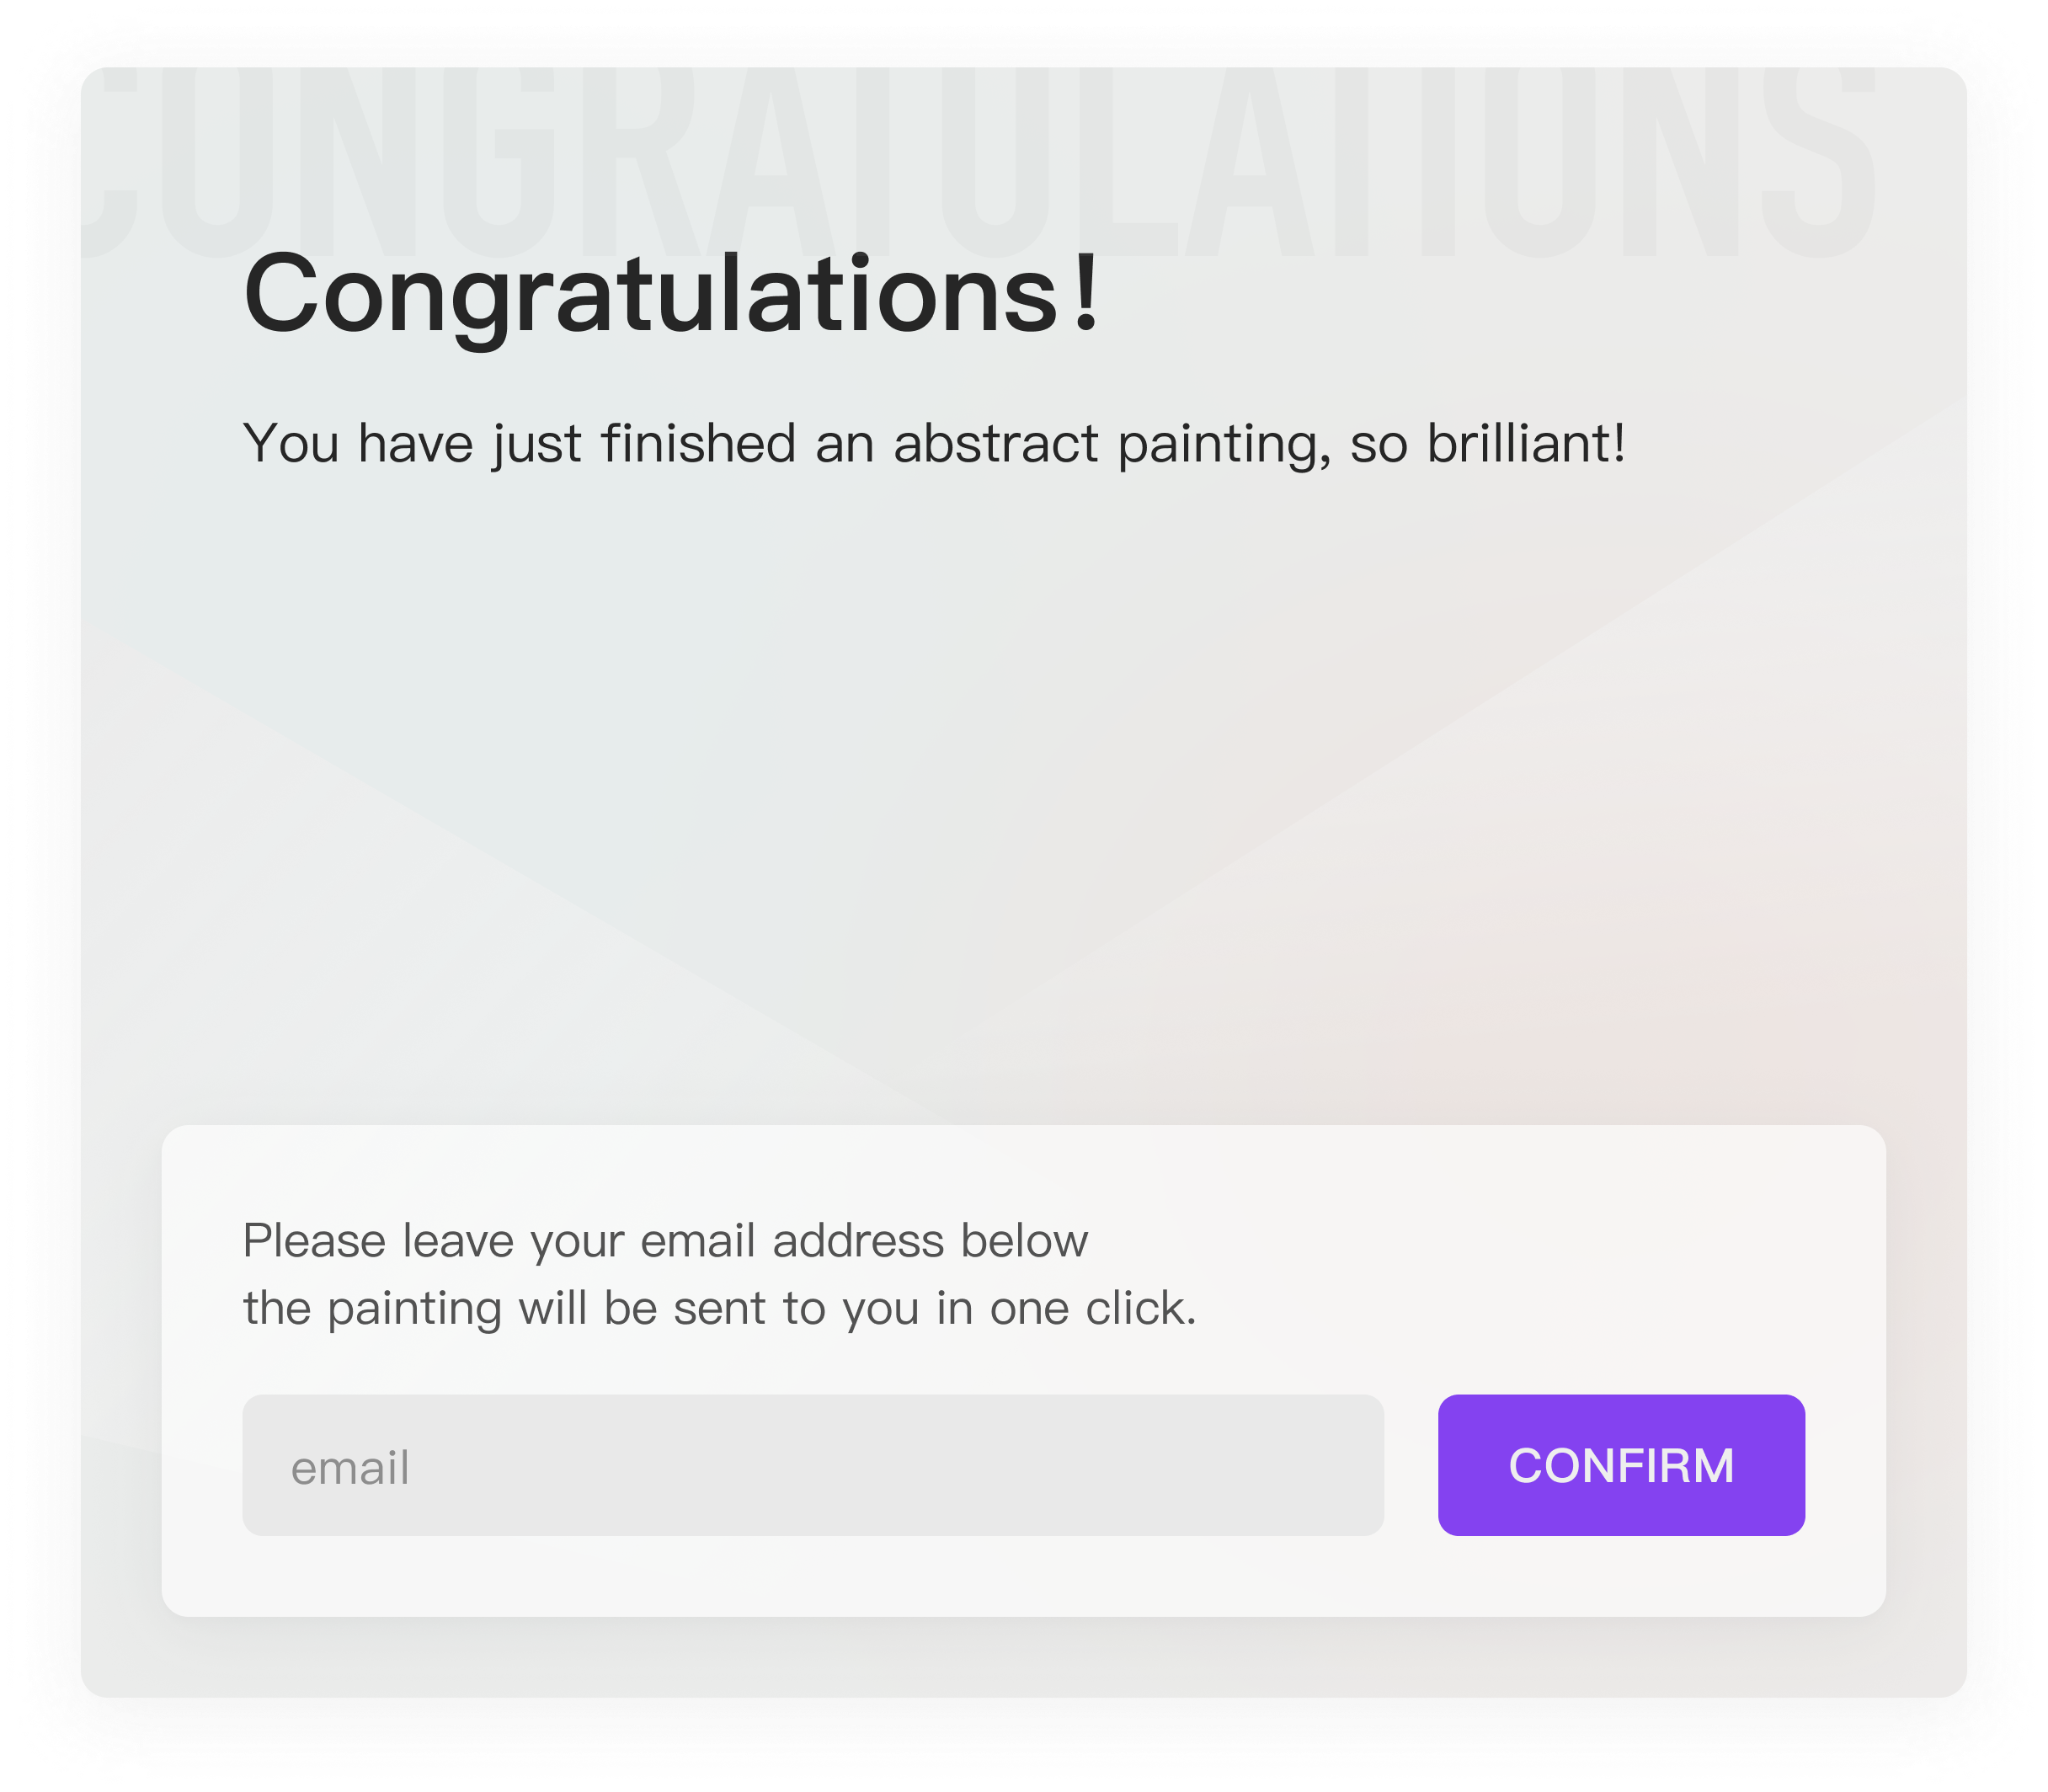 CONGRATULATIONS
Congratulations!
You have just finished an abstract painting, so brilliant!
Please leave your email address below
the painting will be sent to you in one click.
email
CONFIRM